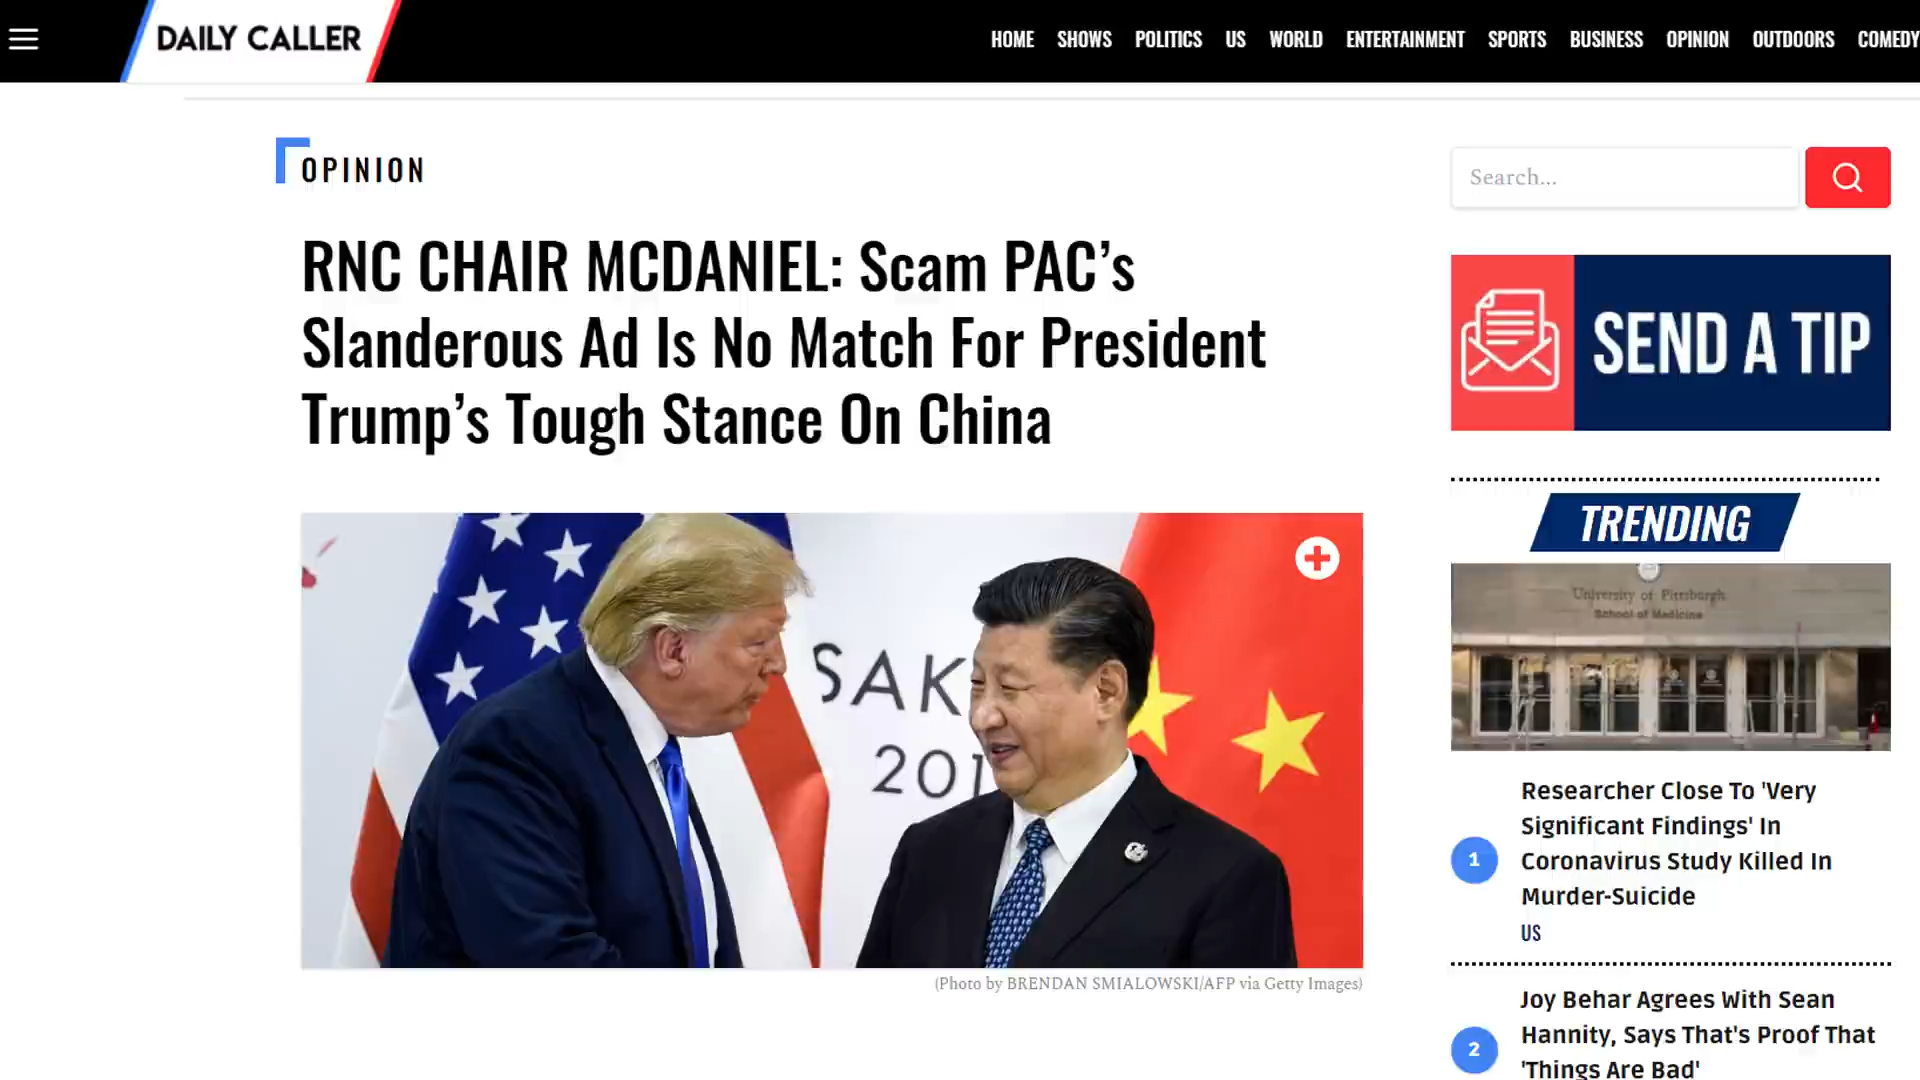 DAILY CALLER
HOME SHOWS POLITICS US WORLD ENTERTAINMENT SPORTS BUSINESS OPINION OUTDOORS COMEDY
OPINION
RNC CHAIR MCDANIEL: Scam PAC’s
Slanderous Ad Is No Match For President
Trump’s Tough Stance On China
SAK
201
(Photo by BRENDAN SMIALOWSKI/AFP via Getty Images)
Search...
SEND A TIP
TRENDING
University of Pittsburgh
School of Medicine
1
Researcher Close To 'Very
Significant Findings' In
Coronavirus Study Killed In
Murder-Suicide
US
2
Joy Behar Agrees With Sean
Hannity, Says That's Proof That
'Things Are Bad'